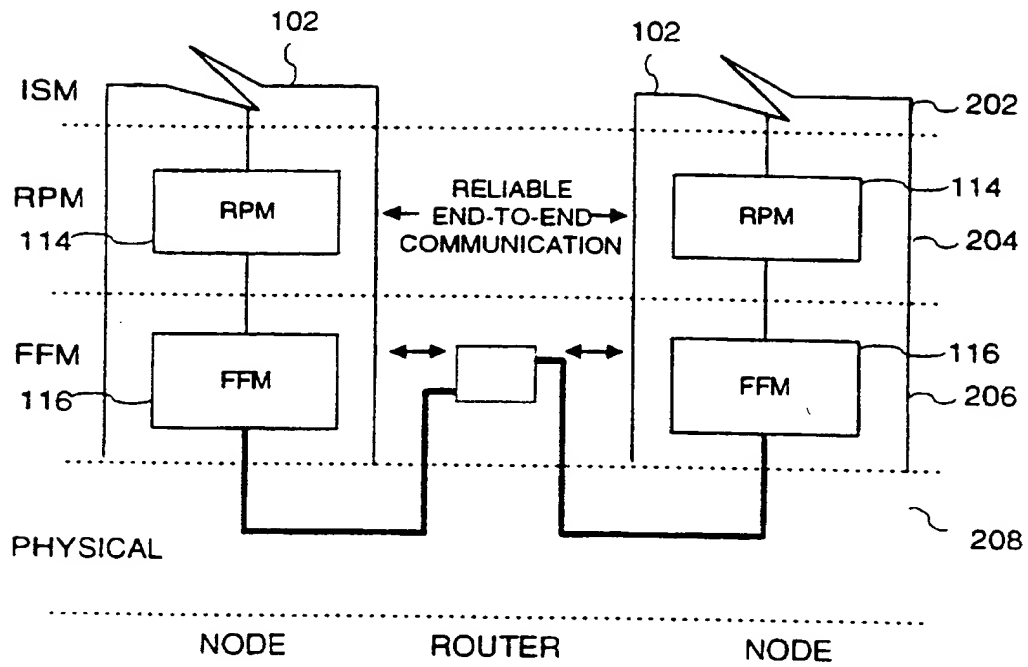 102
102
ISM
202
RPM
RPM
RELIABLE
END-TO-END
COMMUNICATION
RPM
114
114
204
FFM
FFM
FFM
116
116
206
PHYSICAL
208
NODE
ROUTER
NODE